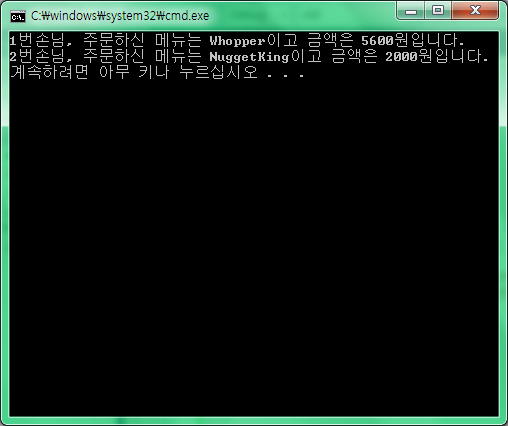 C:₩windows₩system32₩cmd.exe
1번손님, 주문하신 메뉴는 Whopper이고 금액은 5600원입니다.
2번손님, 주문하신 메뉴는 NuggetKing이고 금액은 2000원입니다.
계속하려면 아무 키나 누르십시오 . . .